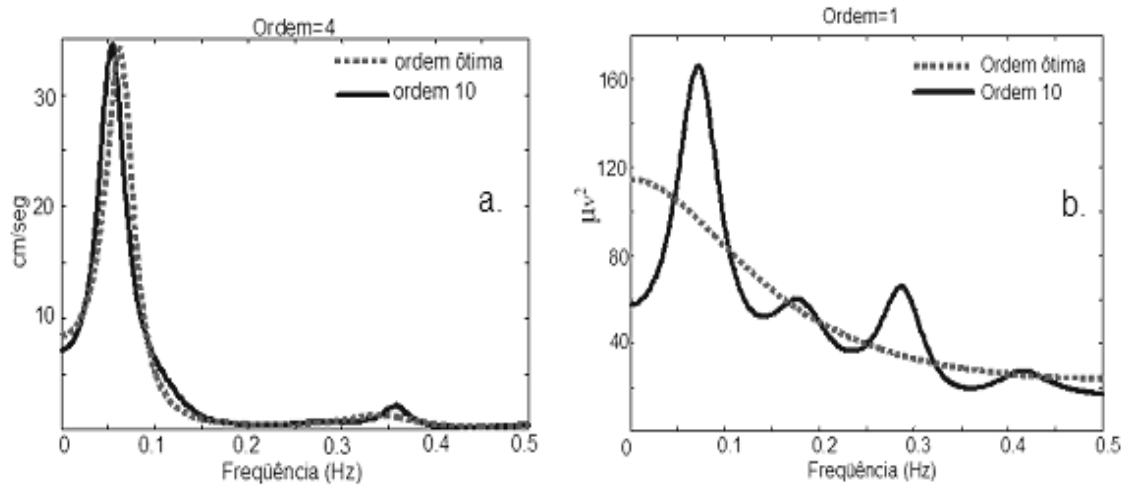 Ordem=4
ordem ôtima
ordem 10
30
20
10
cm/seg
a.
0
0.1
0.2
0.3
0.4
0.5
Freqüência (Hz)
Ordem=1
Ordem ôtima
Ordem 10
160
120
80
40
μv²
b.
0
0.1
0.2
0.3
0.4
0.5
Freqüência (Hz)